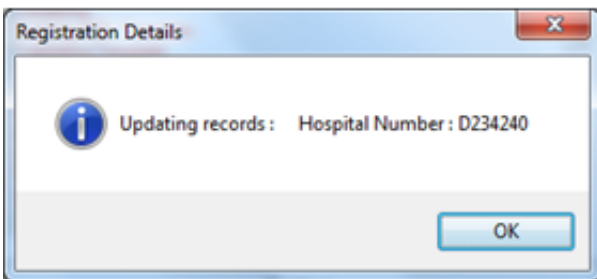 Registration Details
Updating records :    Hospital Number : D234240
OK